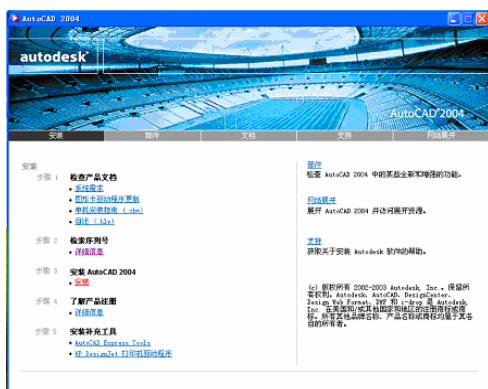 AutoCAD 2004
autodesk
AutoCAD 2004
安装 部件 文档 支持 网络展开
安装
步骤 1 检查产品文档
系统需求
图形卡驱动程序更新
单机安装指南 (chm)
自述 (hlp)
步骤 2 检索序列号
详细信息
步骤 3 安装 AutoCAD 2004
安装
步骤 4 了解产品注册
详细信息
步骤 5 安装补充工具
AutoCAD Express Tools
HP DesignJet 打印机驱动程序
部件
检查 AutoCAD 2004 中的某些全新和增强的功能。
网络展开
展开 AutoCAD 2004 并访问展开资源。
支持
获取关于安装 Autodesk 软件的帮助。
(c) 版权所有 2002-2003 Autodesk, Inc.。保留所
有权利。Autodesk、AutoCAD、DesignCenter、
Design Web Format、DWF 和 i-drop 是 Autodesk,
Inc. 在美国和/或其他国家和地区的注册商标或商
标。所有其他品牌名称、产品名称或商标均属于其各
自的所有者。